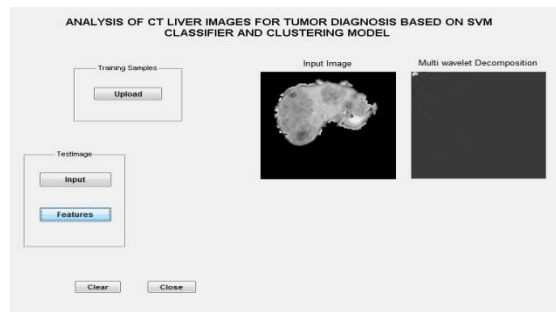 ANALYSIS OF CT LIVER IMAGES FOR TUMOR DIAGNOSIS BASED ON SVM
CLASSIFIER AND CLUSTERING MODEL
Training Samples
Upload
Input Image
Multi wavelet Decomposition
TestImage
Input
Features
Clear
Close